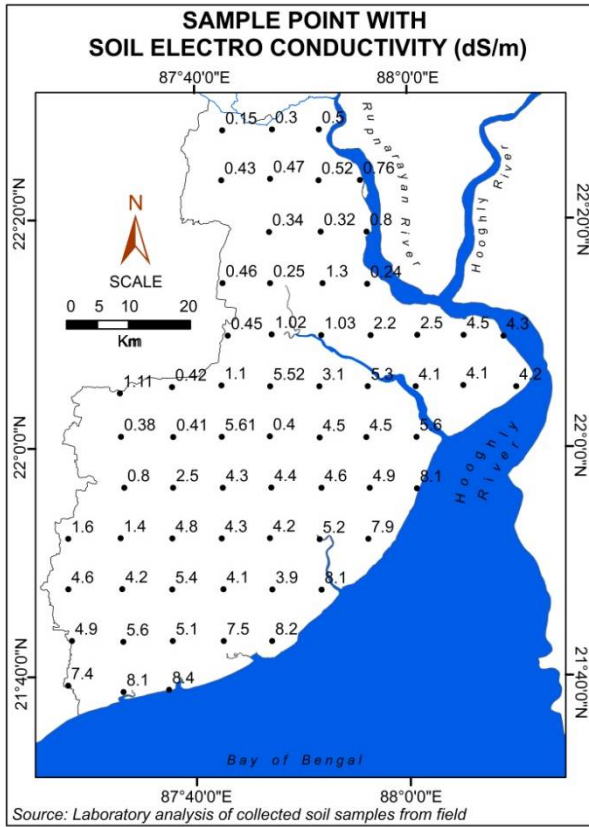 SAMPLE POINT WITH
SOIL ELECTRO CONDUCTIVITY (dS/m)
87°40'0"E 88°0'0"E
0.15 0.3 0.5
Rupnarayan River
Hooghly River
0.43 0.47 0.52 0.76
22°20'0"N 22°20'0"N
N
0.34 0.32 0.8
SCALE
0.46 0.25 1.3 0.24
10 5 0 10 20
Km
0.45 1.02 1.03 2.2 2.5 4.5 4.3
1.11 0.42 1.1 5.52 3.1 5.3 4.1 4.1 4.2
0.38 0.41 5.61 0.4 4.5 4.5 5.6
22°0'0"N 22°0'0"N
Hooghly
River
0.8 2.5 4.3 4.4 4.6 4.9 8.1
1.6 1.4 4.8 4.3 4.2 5.2 7.9
4.6 4.2 5.4 4.1 3.9 8.1
4.9 5.6 5.1 7.5 8.2
7.4 8.1 8.4
21°40'0"N 21°40'0"N
Bay of Bengal
87°40'0"E 88°0'0"E
Source: Laboratory analysis of collected soil samples from field